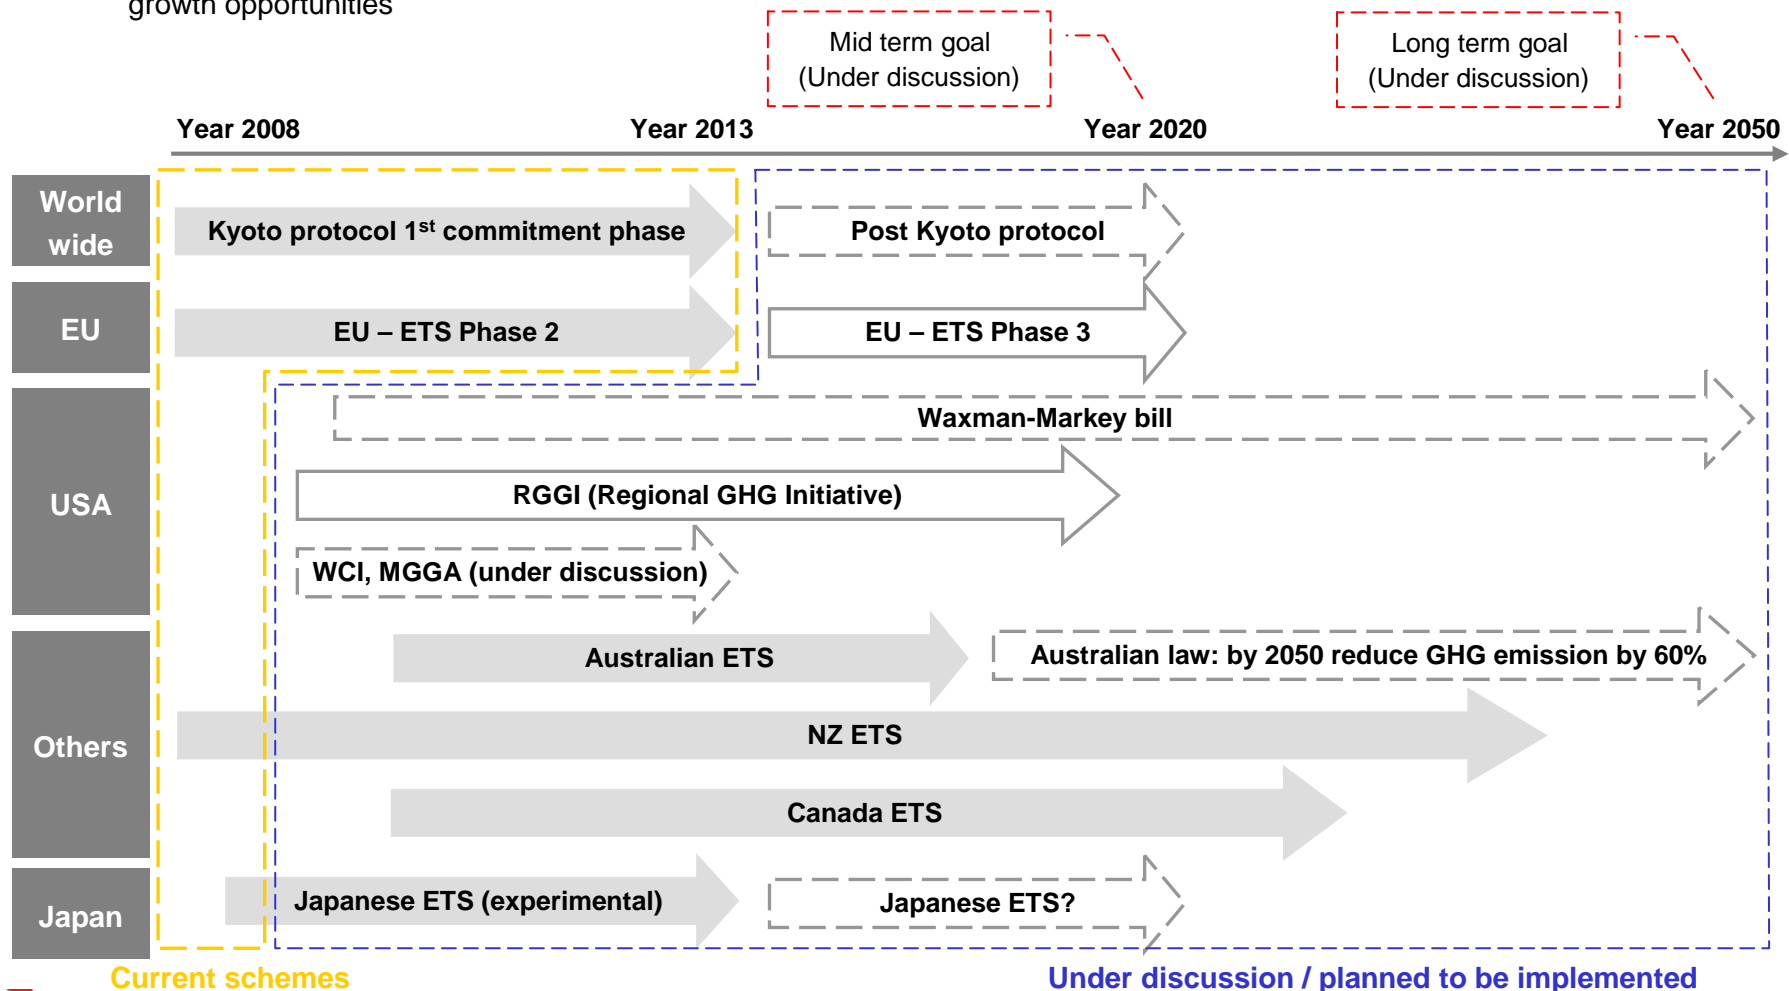 growth opportunities
Mid term goal
(Under discussion)
Long term goal
(Under discussion)
Year 2008
Year 2013
Year 2020
Year 2050
World
wide
Kyoto protocol 1st commitment phase
Post Kyoto protocol
EU
EU – ETS Phase 2
EU – ETS Phase 3
USA
Waxman-Markey bill
RGGI (Regional GHG Initiative)
WCI, MGGA (under discussion)
Others
Australian ETS
Australian law: by 2050 reduce GHG emission by 60%
NZ ETS
Canada ETS
Japan
Japanese ETS (experimental)
Japanese ETS?
Current schemes
Under discussion / planned to be implemented